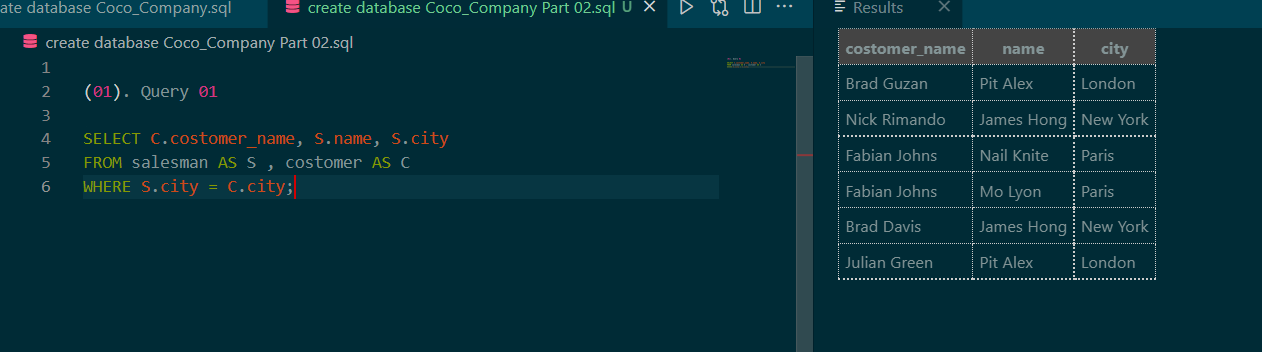 ate database Coco_Company.sql
create database Coco_Company Part 02.sql U
Results
create database Coco_Company Part 02.sql
1
2 (01). Query 01
3
4 SELECT C.costomer_name, S.name, S.city
5 FROM salesman AS S , costomer AS C
6 WHERE S.city = C.city;
costomer_name name city
Brad Guzan Pit Alex London
Nick Rimando James Hong New York
Fabian Johns Nail Knite Paris
Fabian Johns Mo Lyon Paris
Brad Davis James Hong New York
Julian Green Pit Alex London